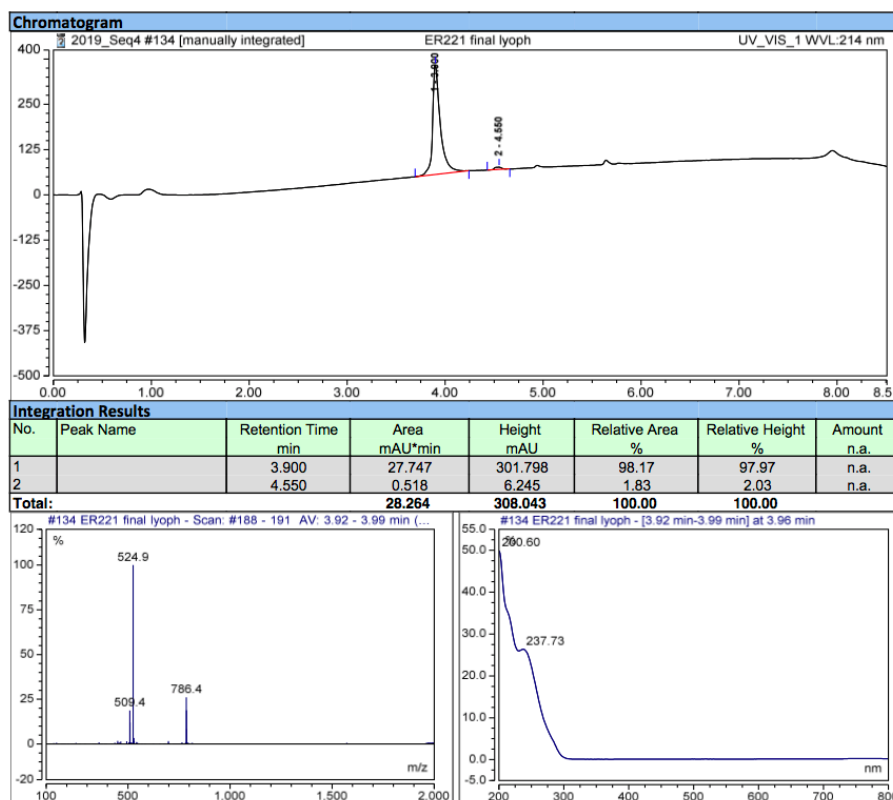 Chromatogram
2019_Seq4 #134 [manually integrated] ER221 final lyoph UV_VIS_1 WVL:214 nm
400
250
125
0
-125
-250
-375
-500
2 - 4.550
0.00 1.00 2.00 3.00 4.00 5.00 6.00 7.00 8.00 8.5
Integration Results
No. Peak Name Retention Time Area Height Relative Area Relative Height Amount
min mAU*min mAU % % n.a.
1 3.900 27.747 301.798 98.17 97.97 n.a.
2 4.550 0.518 6.245 1.83 2.03 n.a.
Total: 28.264 308.043 100.00 100.00
#134 ER221 final lyoph - Scan: #188 - 191 AV: 3.92 - 3.99 min (...
120
%
100
75
50
25
0
-20
524.9
509.4
786.4
m/z
100 500 1.000 1.500 2.000
#134 ER221 final lyoph - [3.92 min-3.99 min] at 3.96 min
55.0
50.0
40.0
30.0
20.0
10.0
0.0
-5.0
237.73
nm
200 300 400 500 600 700 800